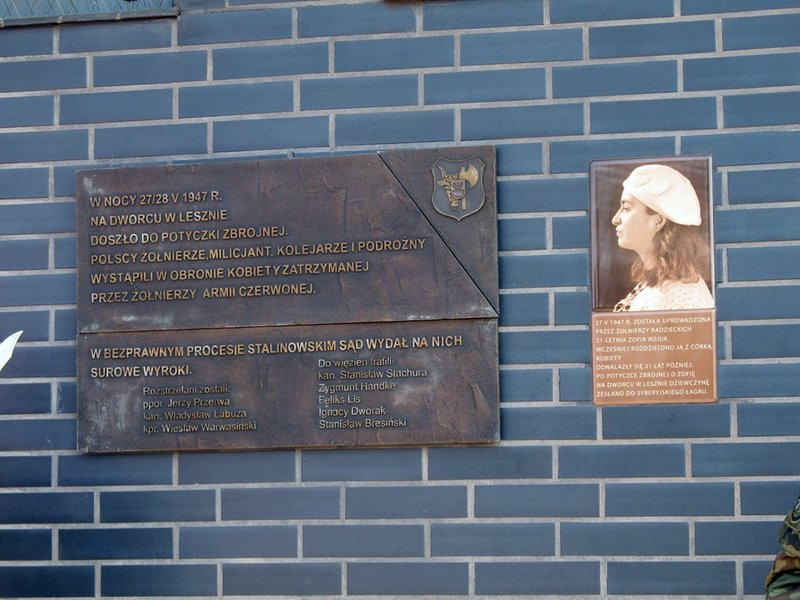 W NOCY 27/28 V 1947 R.
NA DWORCU W LESZNIE
DOSZŁO DO POTYCZKI ZBROJNEJ.
POLSCY ŻOŁNIERZE, MILICJANT, KOLEJARZE I PODRÓŻNY
WYSTĄPILI W OBRONIE KOBIETY ZATRZYMANEJ
PRZEZ ŻOŁNIERZY ARMII CZERWONEJ.
W BEZPRAWNYM PROCESIE STALINOWSKIM SĄD WYDAŁ NA NICH
SUROWE WYROKI.
Rozstrzelani zostali:
ppor. Jerzy Przerwa
kan. Władysław Łabuza
kpr. Wiesław Warwasiński
Do więzień trafili:
kan. Stanisław Stachura
Zygmunt Handke
Feliks Lis
Ignacy Dworak
Stanisław Bresiński
27 V 1947 R. ZOSTAŁA UPROWADZONA
PRZEZ ŻOŁNIERZY RADZIECKICH
21-LETNIA ZOFIA ROJUK.
WCZEŚNIEJ ROZDZIELONO JĄ Z CÓRKĄ.
KOBIETY
ODNALAZŁY SIĘ 21 LAT PÓŹNIEJ.
PO POTYCZCE ZBROJNEJ O ZOFIĘ
NA DWORCU W LESZNIE DZIEWCZYNĘ
ZESŁANO DO SYBERYJSKIEGO ŁAGRU.